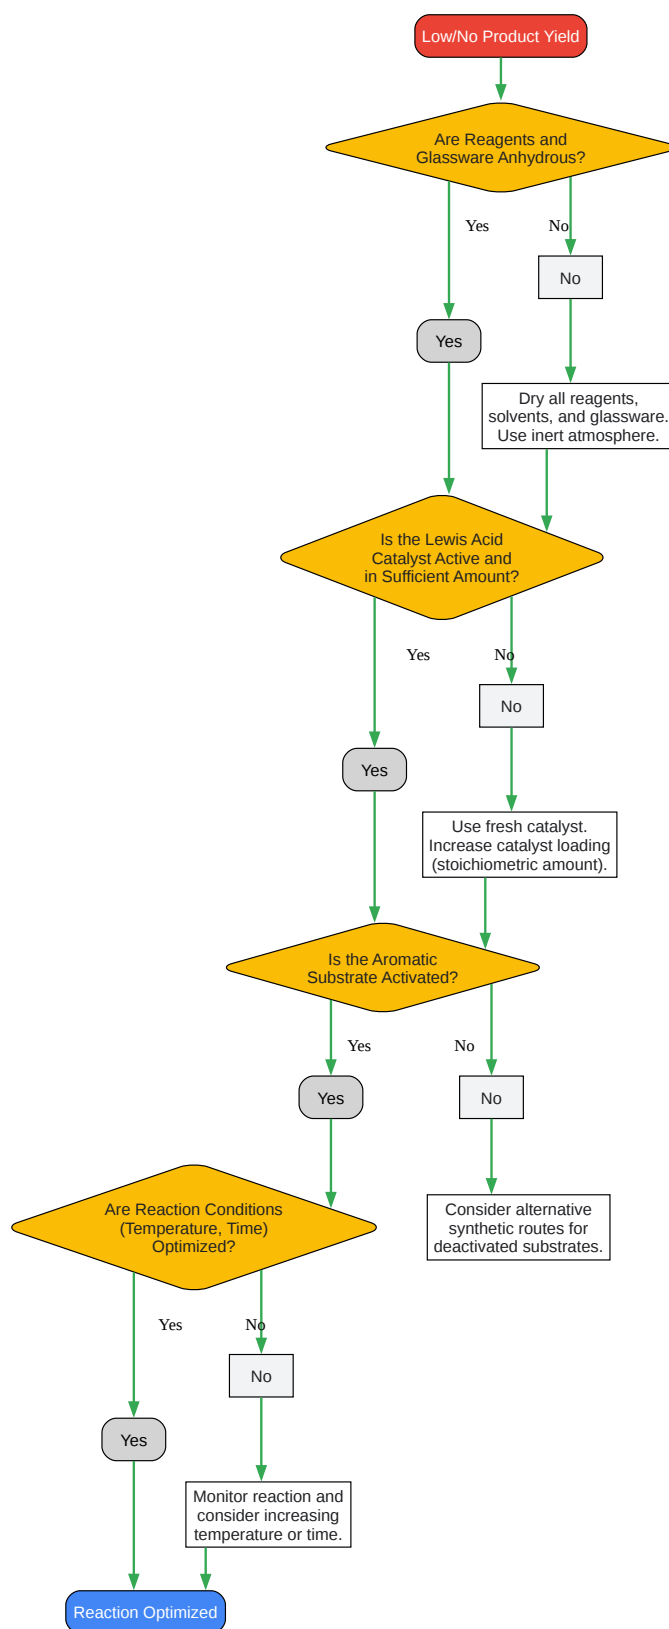 Low/No Product Yield
Are Reagents and
Glassware Anhydrous?
Yes
No
No
Yes
Dry all reagents,
solvents, and glassware.
Use inert atmosphere.
Is the Lewis Acid
Catalyst Active and
in Sufficient Amount?
Yes
No
No
Yes
Use fresh catalyst.
Increase catalyst loading
(stoichiometric amount).
Is the Aromatic
Substrate Activated?
Yes
No
Yes
No
Are Reaction Conditions
(Temperature, Time)
Optimized?
Consider alternative
synthetic routes for
deactivated substrates.
Yes
No
No
Yes
Monitor reaction and
consider increasing
temperature or time.
Reaction Optimized